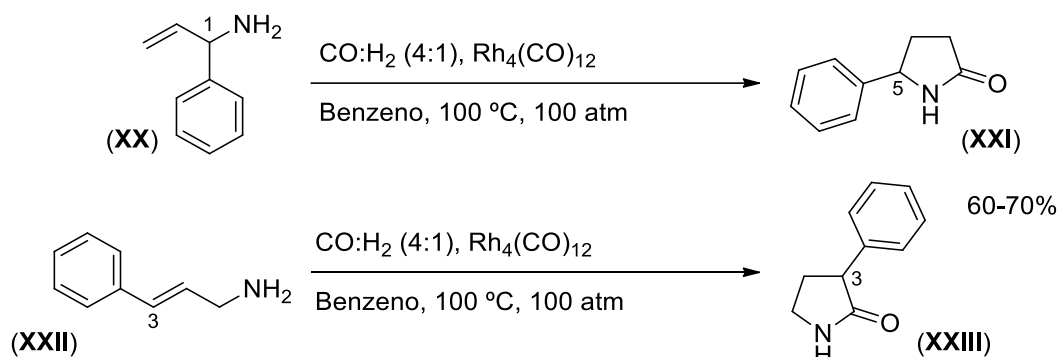 1
NH2
CO:H2 (4:1), Rh4(CO)12
Benzeno, 100 ºC, 100 atm
(XX)
5
N
H
O
(XXI)
60-70%
CO:H2 (4:1), Rh4(CO)12
Benzeno, 100 ºC, 100 atm
NH2
3
(XXII)
3
N
H
O
(XXIII)